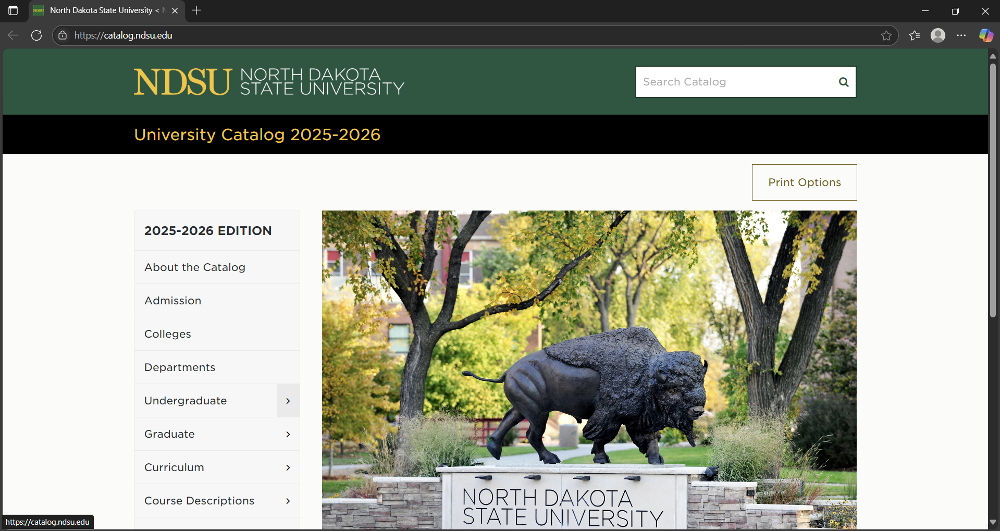 North Dakota State University <
https://catalog.ndsu.edu
NDSU NORTH DAKOTA
STATE UNIVERSITY
Search Catalog
University Catalog 2025-2026
Print Options
2025-2026 EDITION
About the Catalog
Admission
Colleges
Departments
Undergraduate
Graduate
Curriculum
Course Descriptions
NORTH DAKOTA
STATE UNIVERSITY
https://catalog.ndsu.edu